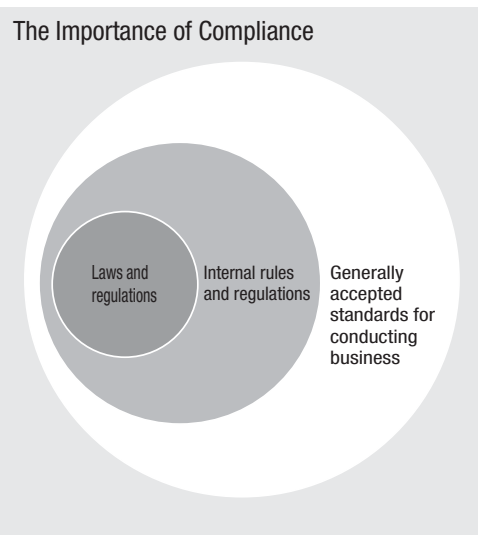 The Importance of Compliance
Laws and
regulations
Internal rules
and regulations
Generally
accepted
standards for
conducting
business